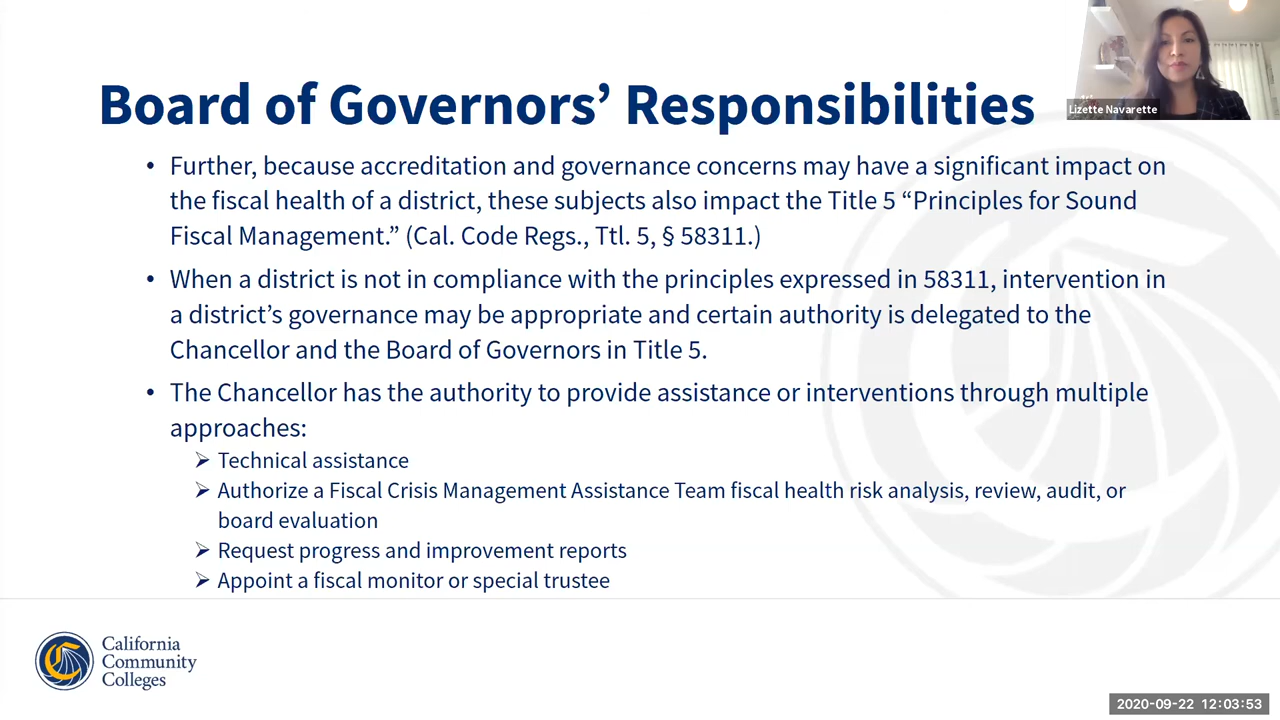 Board of Governors’ Responsibilities
Lizette Navarette
• Further, because accreditation and governance concerns may have a significant impact on
the fiscal health of a district, these subjects also impact the Title 5 “Principles for Sound
Fiscal Management.” (Cal. Code Regs., Ttl. 5, § 58311.)
• When a district is not in compliance with the principles expressed in 58311, intervention in
a district’s governance may be appropriate and certain authority is delegated to the
Chancellor and the Board of Governors in Title 5.
• The Chancellor has the authority to provide assistance or interventions through multiple
approaches:
➢ Technical assistance
➢ Authorize a Fiscal Crisis Management Assistance Team fiscal health risk analysis, review, audit, or
board evaluation
➢ Request progress and improvement reports
➢ Appoint a fiscal monitor or special trustee
California
Community
Colleges
2020-09-22 12:03:53